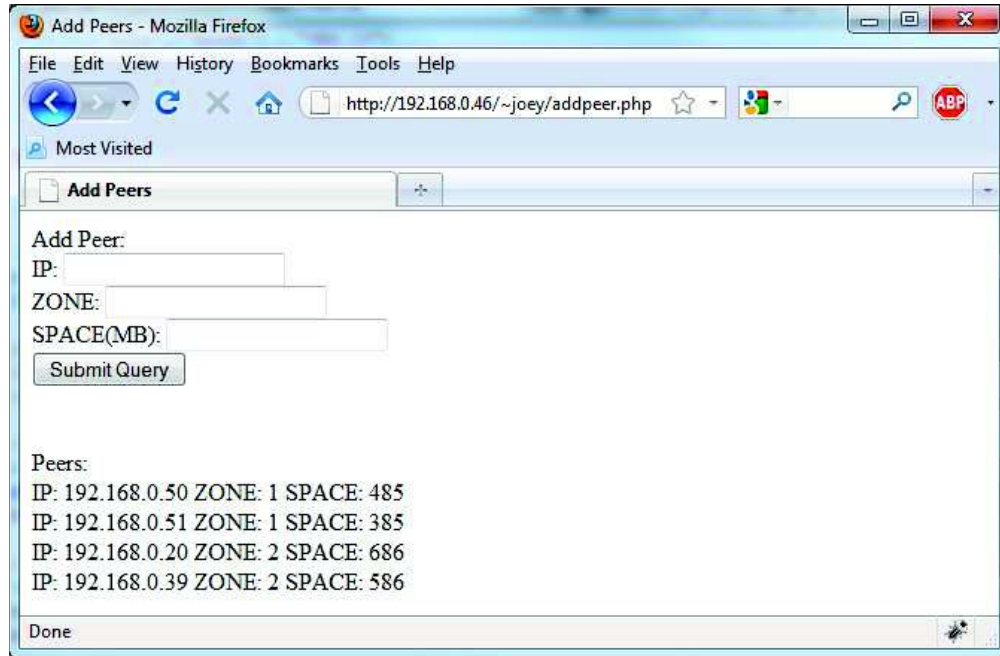 Add Peers - Mozilla Firefox
File Edit View History Bookmarks Tools Help
http://192.168.0.46/~joey/addpeer.php
ABP
Most Visited
Add Peers
Add Peer:
IP:
ZONE:
SPACE(MB):
Submit Query
Peers:
IP: 192.168.0.50 ZONE: 1 SPACE: 485
IP: 192.168.0.51 ZONE: 1 SPACE: 385
IP: 192.168.0.20 ZONE: 2 SPACE: 686
IP: 192.168.0.39 ZONE: 2 SPACE: 586
Done